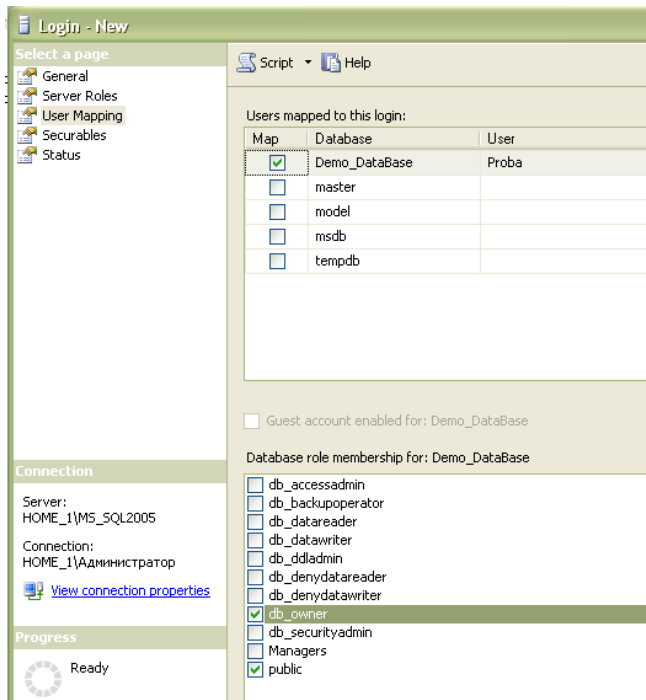 Login - New
Select a page
General
Server Roles
User Mapping
Securables
Status
Script
Help
Users mapped to this login:
Map Database User
Demo_DataBase Proba
master
model
msdb
tempdb
Guest account enabled for: Demo_DataBase
Database role membership for: Demo_DataBase
db_accessadmin
db_backupoperator
db_datareader
db_datawriter
db_ddladmin
db_denydatareader
db_denydatawriter
db_owner
db_securityadmin
Managers
public
Connection
Server:
HOME_1\MS_SQL2005
Connection:
HOME_1\Администратор
View connection properties
Progress
Ready